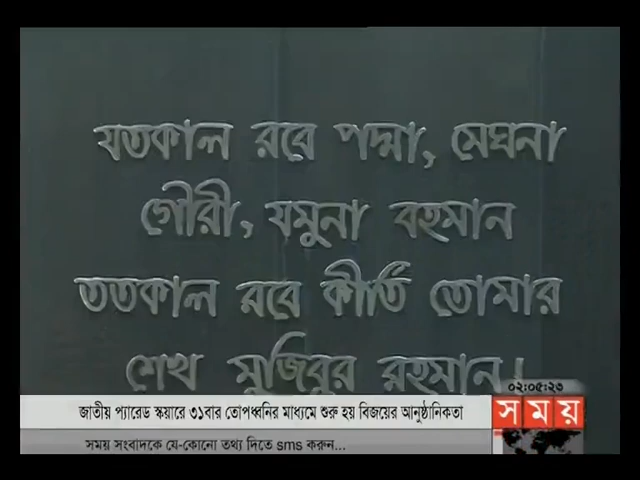 যতকাল রবে পদ্মা, মেঘনা
গৌরী, যমুনা বহমান
ততকাল রবে কীর্তি তোমার
শেখ মুজিবুর রহমান।
০২:০৫:২৩
জাতীয় প্যারেড স্কয়ারে ৩১বার তোপধ্বনির মাধ্যমে শুরু হয় বিজয়ের আনুষ্ঠানিকতা
সময়
সময় সংবাদকে যে-কোনো তথ্য দিতে sms করুন...